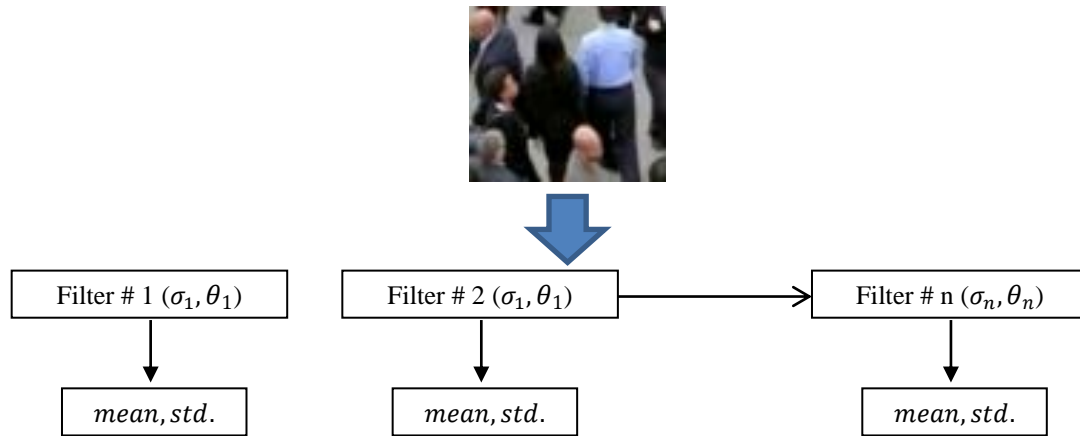 Filter # 1 (𝜎₁, 𝜃₁)
Filter # 2 (𝜎₁, 𝜃₁)
Filter # n (𝜎ₙ, 𝜃ₙ)
mean, std.
mean, std.
mean, std.